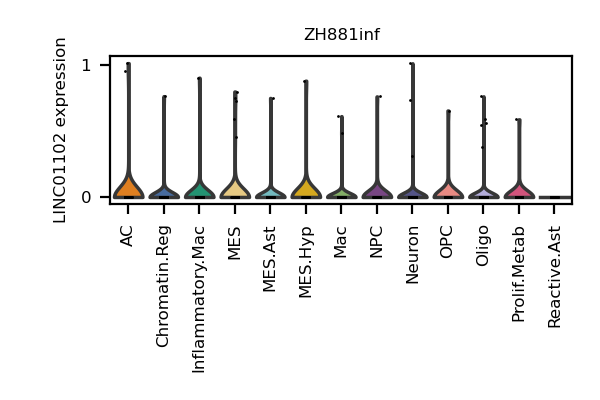 ZH881inf
LINC01102 expression
1
0
AC
Chromatin.Reg
Inflammatory.Mac
MES
MES.Ast
MES.Hyp
Mac
NPC
Neuron
OPC
Oligo
Prolif.Metab
Reactive.Ast